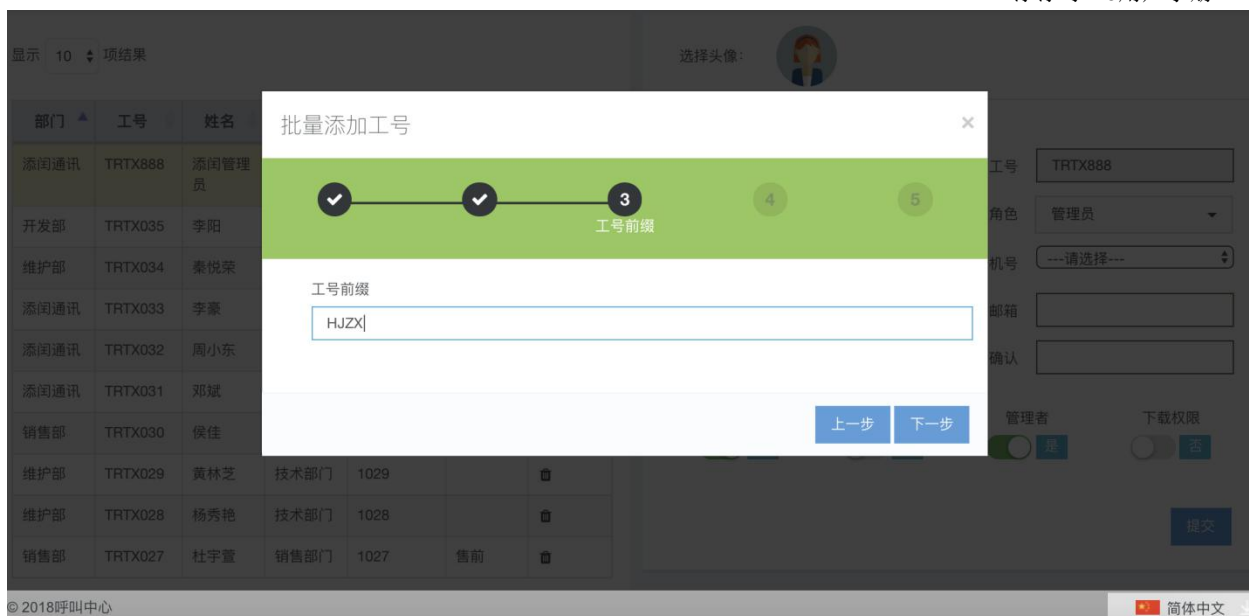 显示 10 项结果
选择头像:
部门 工号 姓名
批量添加工号 ×
添闰通讯 TRTX888 添闰管理员
工号 TRTX888
3 4 5
工号前缀
开发部 TRTX035 李阳
角色 管理员
维护部 TRTX034 秦悦荣
机号 ---请选择---
工号前缀
添闰通讯 TRTX033 李豪
邮箱
HJZX
添闰通讯 TRTX032 周小东
确认
添闰通讯 TRTX031 邓斌
销售部 TRTX030 侯佳
上一步 下一步
管理者 下载权限
是 否
维护部 TRTX029 黄林芝 技术部门 1029
维护部 TRTX028 杨秀艳 技术部门 1028
提交
销售部 TRTX027 杜宇萱 销售部门 1027 售前
© 2018呼叫中心
简体中文